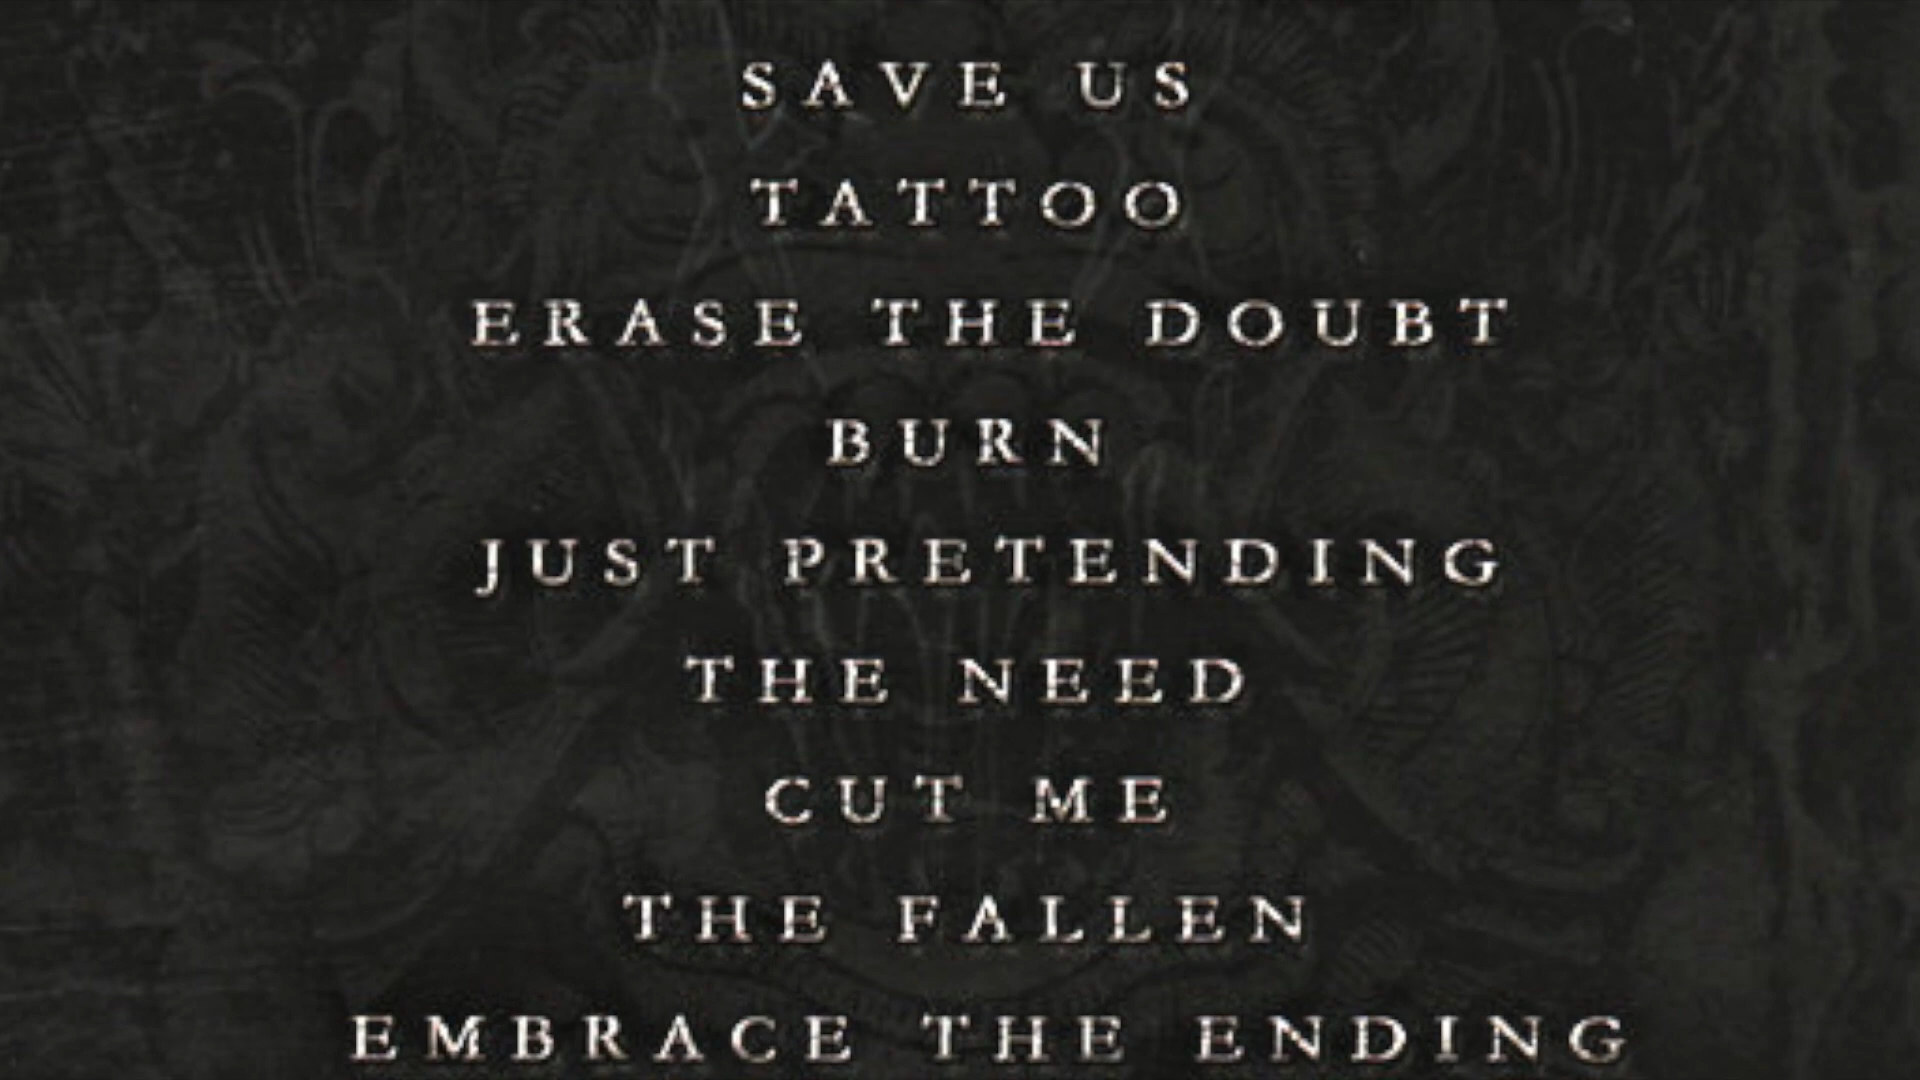 SAVE US
TATTOO
ERASE THE DOUBT
BURN
JUST PRETENDING
THE NEED
CUT ME
THE FALLEN
EMBRACE THE ENDING